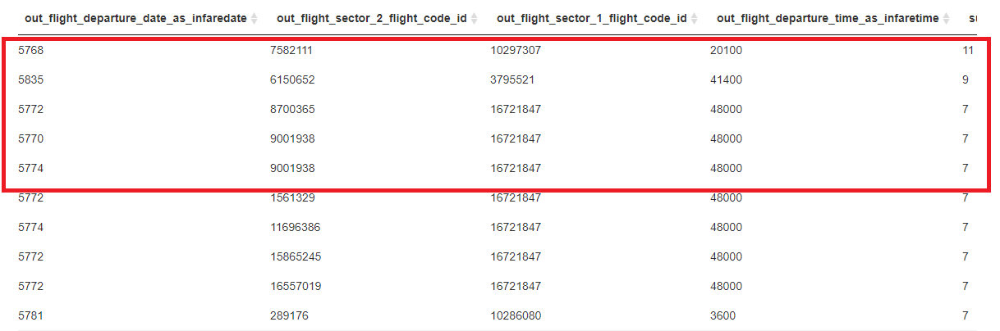 out_flight_departure_date_as_infaredate out_flight_sector_2_flight_code_id out_flight_sector_1_flight_code_id out_flight_departure_time_as_infaretime
5768 7582111 10297307 20100 11
5835 6150652 3795521 41400 9
5772 8700365 16721847 48000 7
5770 9001938 16721847 48000 7
5774 9001938 16721847 48000 7
5772 1561329 16721847 48000 7
5774 11696386 16721847 48000 7
5772 15865245 16721847 48000 7
5772 16557019 16721847 48000 7
5781 289176 10286080 3600 7